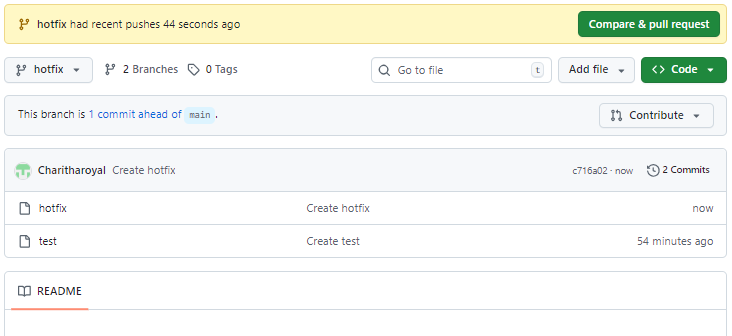 hotfix had recent pushes 44 seconds ago Compare & pull request
hotfix 2 Branches 0 Tags Go to file t Add file <> Code
This branch is 1 commit ahead of main . Contribute
Charitharoyal Create hotfix c716a02 · now 2 Commits
hotfix Create hotfix now
test Create test 54 minutes ago
README